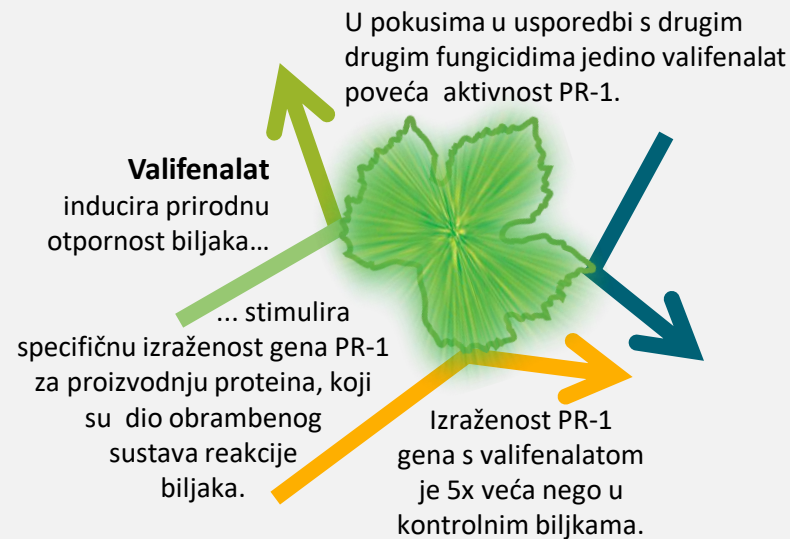 U pokusima u usporedbi s drugim
drugim fungicidima jedino valifenalat
poveća aktivnost PR-1.
Valifenalat
inducira prirodnu
otpornost biljaka…
... stimulira
specifičnu izraženost gena PR-1
za proizvodnju proteina, koji
su dio obrambenog
sustava reakcije
biljaka.
Izraženost PR-1
gena s valifenalatom
je 5x veća nego u
kontrolnim biljkama.